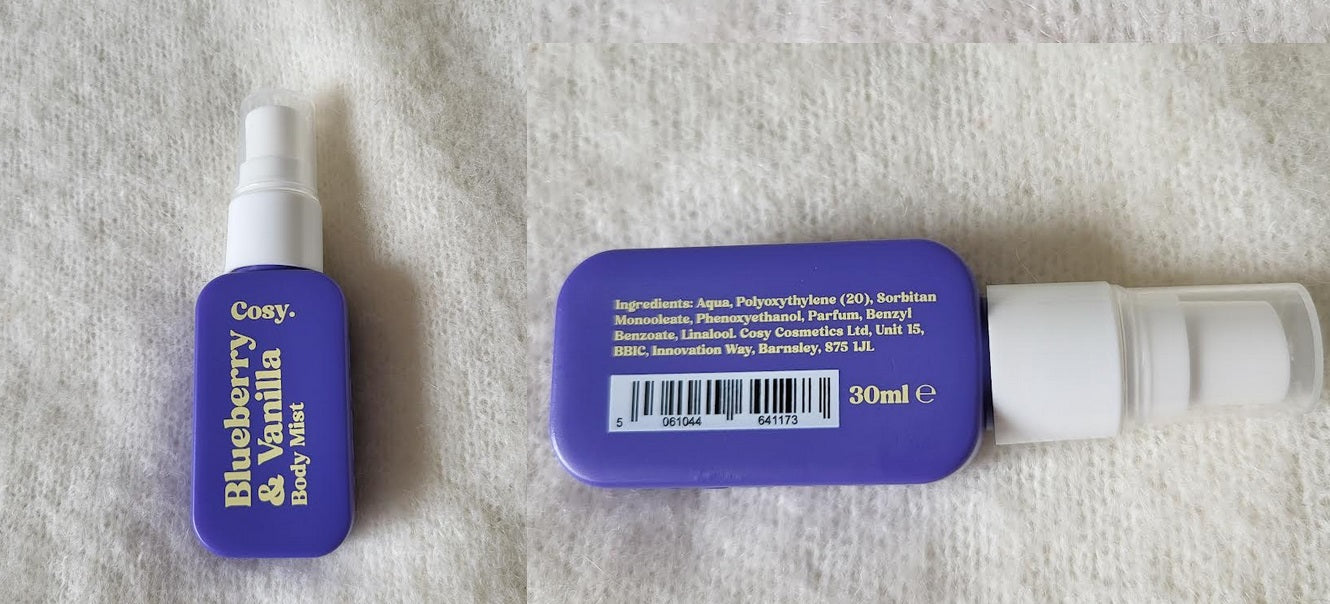 Cosy.
Blueberry
& Vanilla
Body Mist
Ingredients: Aqua, Polyoxythylene (20), Sorbitan
Monooleate, Phenoxyethanol, Parfum, Benzyl
Benzoate, Linalool. Cosy Cosmetics Ltd, Unit 15,
BBIC, Innovation Way, Barnsley, S75 1JL
5 061044 641173
30ml ℮